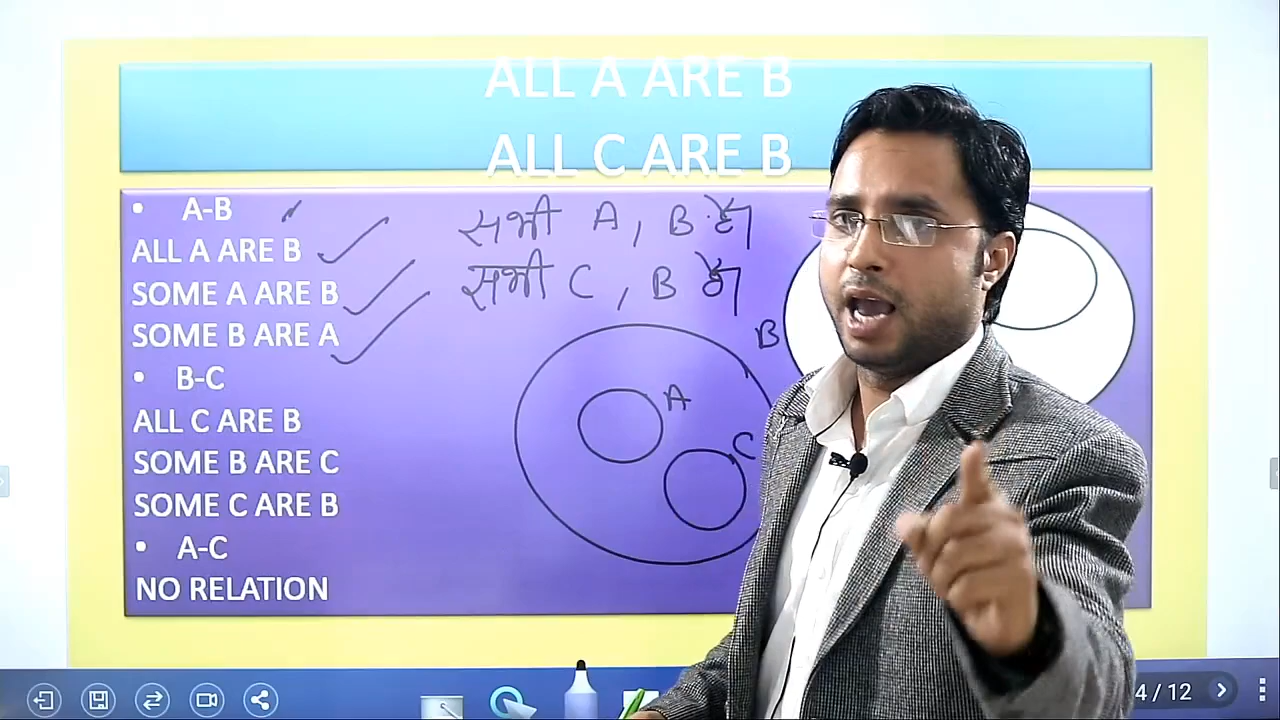 ALL A ARE B
ALL C ARE B
• A-B
ALL A ARE B
SOME A ARE B
SOME B ARE A
• B-C
ALL C ARE B
SOME B ARE C
SOME C ARE B
• A-C
NO RELATION
सभी A, B है।
सभी C, B है।
B
A
C
4 / 12